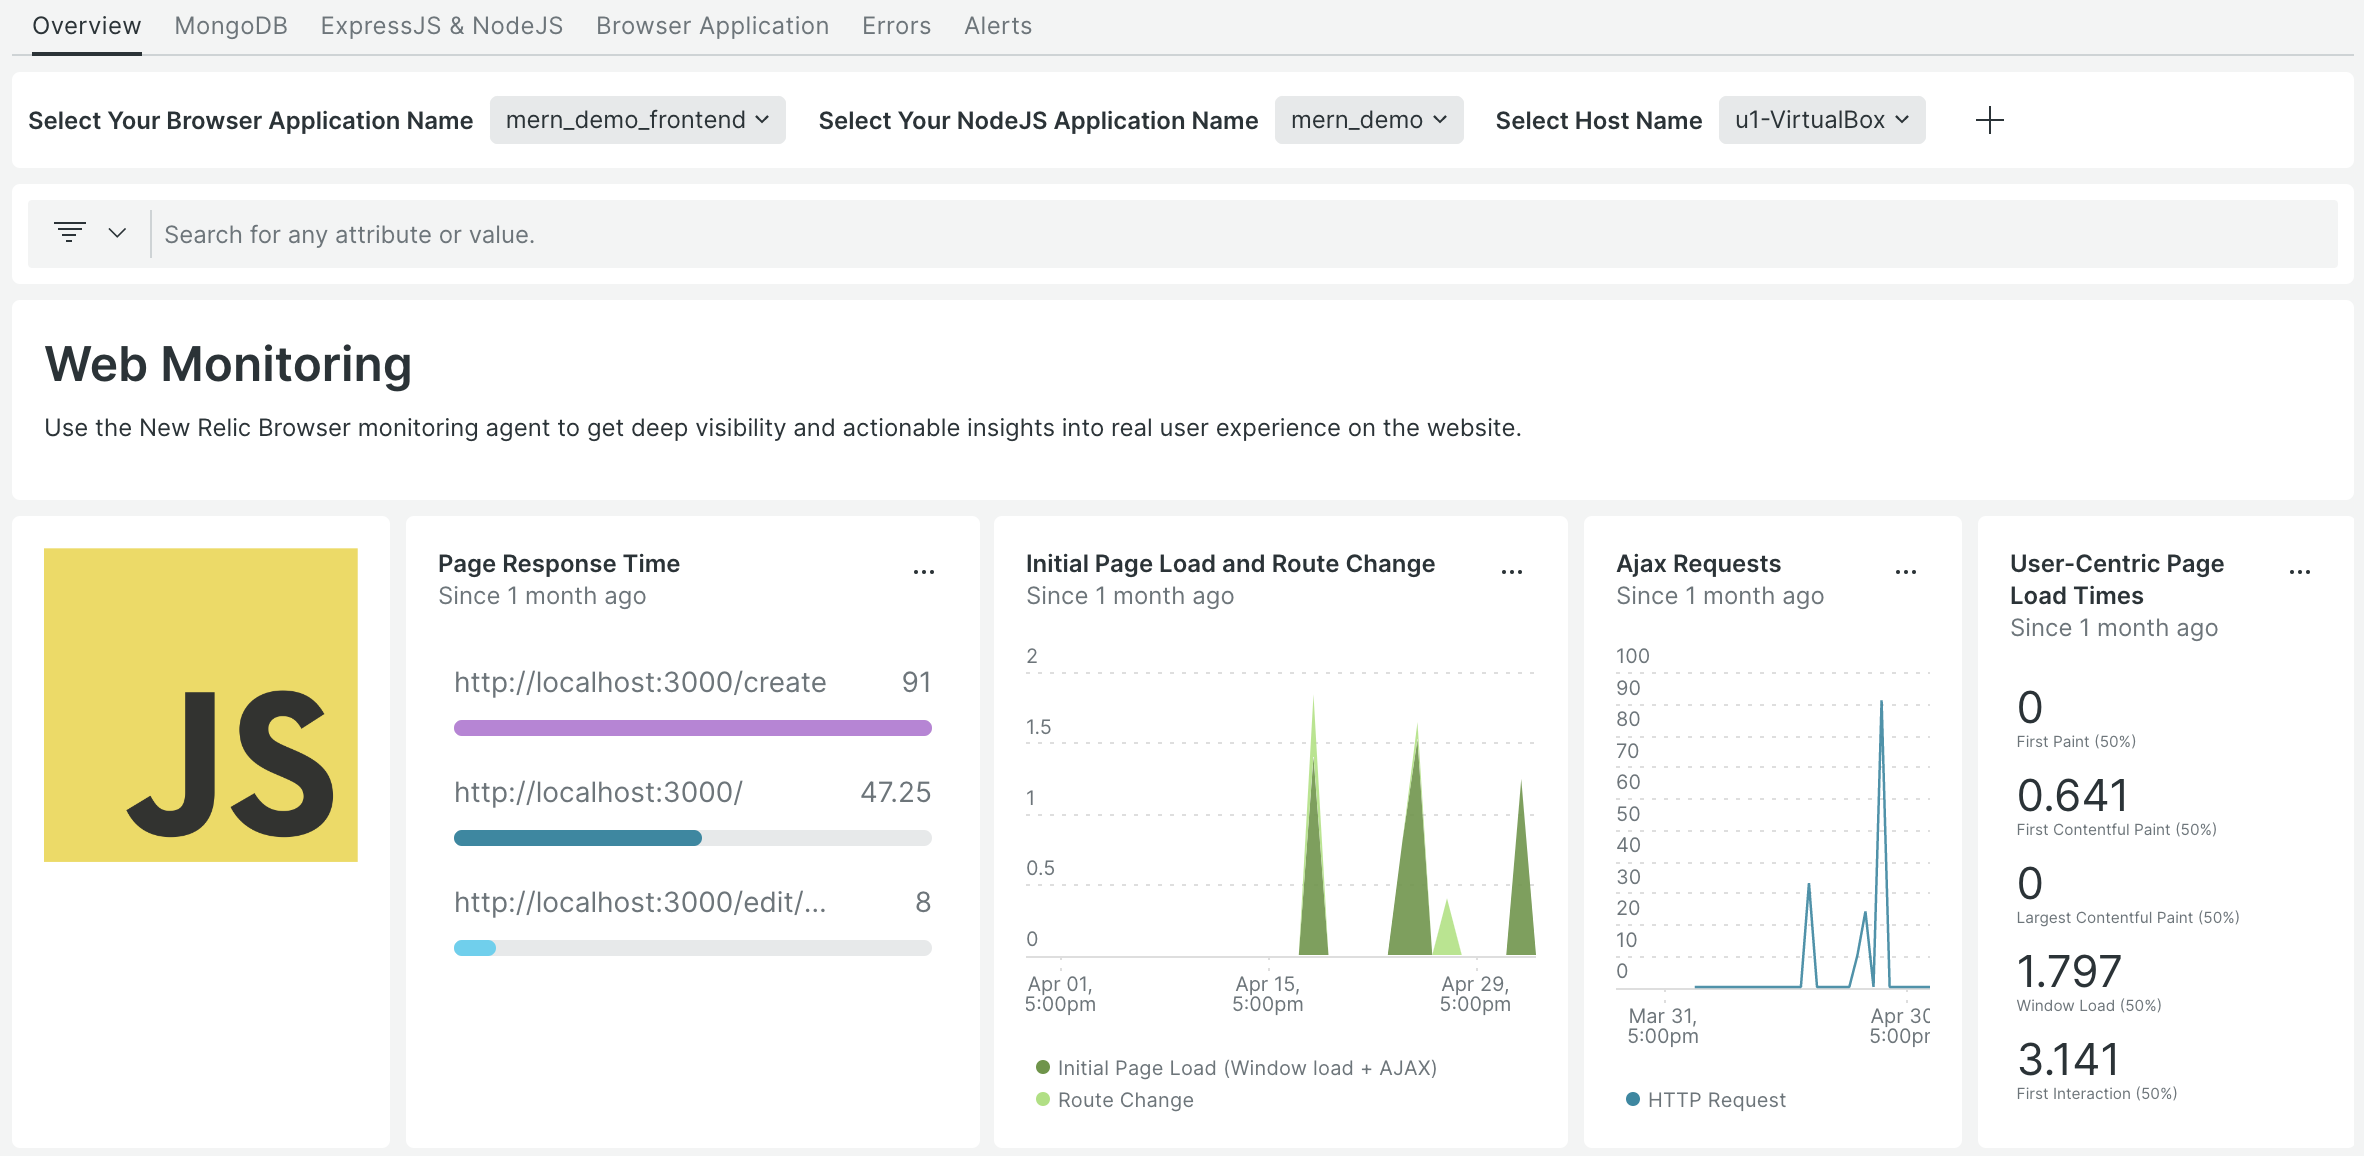 Overview MongoDB ExpressJS & NodeJS Browser Application Errors Alerts
Select Your Browser Application Name mern_demo_frontend Select Your NodeJS Application Name mern_demo Select Host Name u1-VirtualBox
Search for any attribute or value.
Web Monitoring
Use the New Relic Browser monitoring agent to get deep visibility and actionable insights into real user experience on the website.
JS
Page Response Time
Since 1 month ago
http://localhost:3000/create 91
http://localhost:3000/ 47.25
http://localhost:3000/edit/... 8
Initial Page Load and Route Change
Since 1 month ago
2
1.5
1
0.5
0
Apr 01, Apr 15, Apr 29,
5:00pm 5:00pm 5:00pm
Initial Page Load (Window load + AJAX)
Route Change
Ajax Requests
Since 1 month ago
100
90
80
70
60
50
40
30
20
10
0
Mar 31, Apr 30
5:00pm 5:00p
HTTP Request
User-Centric Page
Load Times
Since 1 month ago
0
First Paint (50%)
0.641
First Contentful Paint (50%)
0
Largest Contentful Paint (50%)
1.797
Window Load (50%)
3.141
First Interaction (50%)